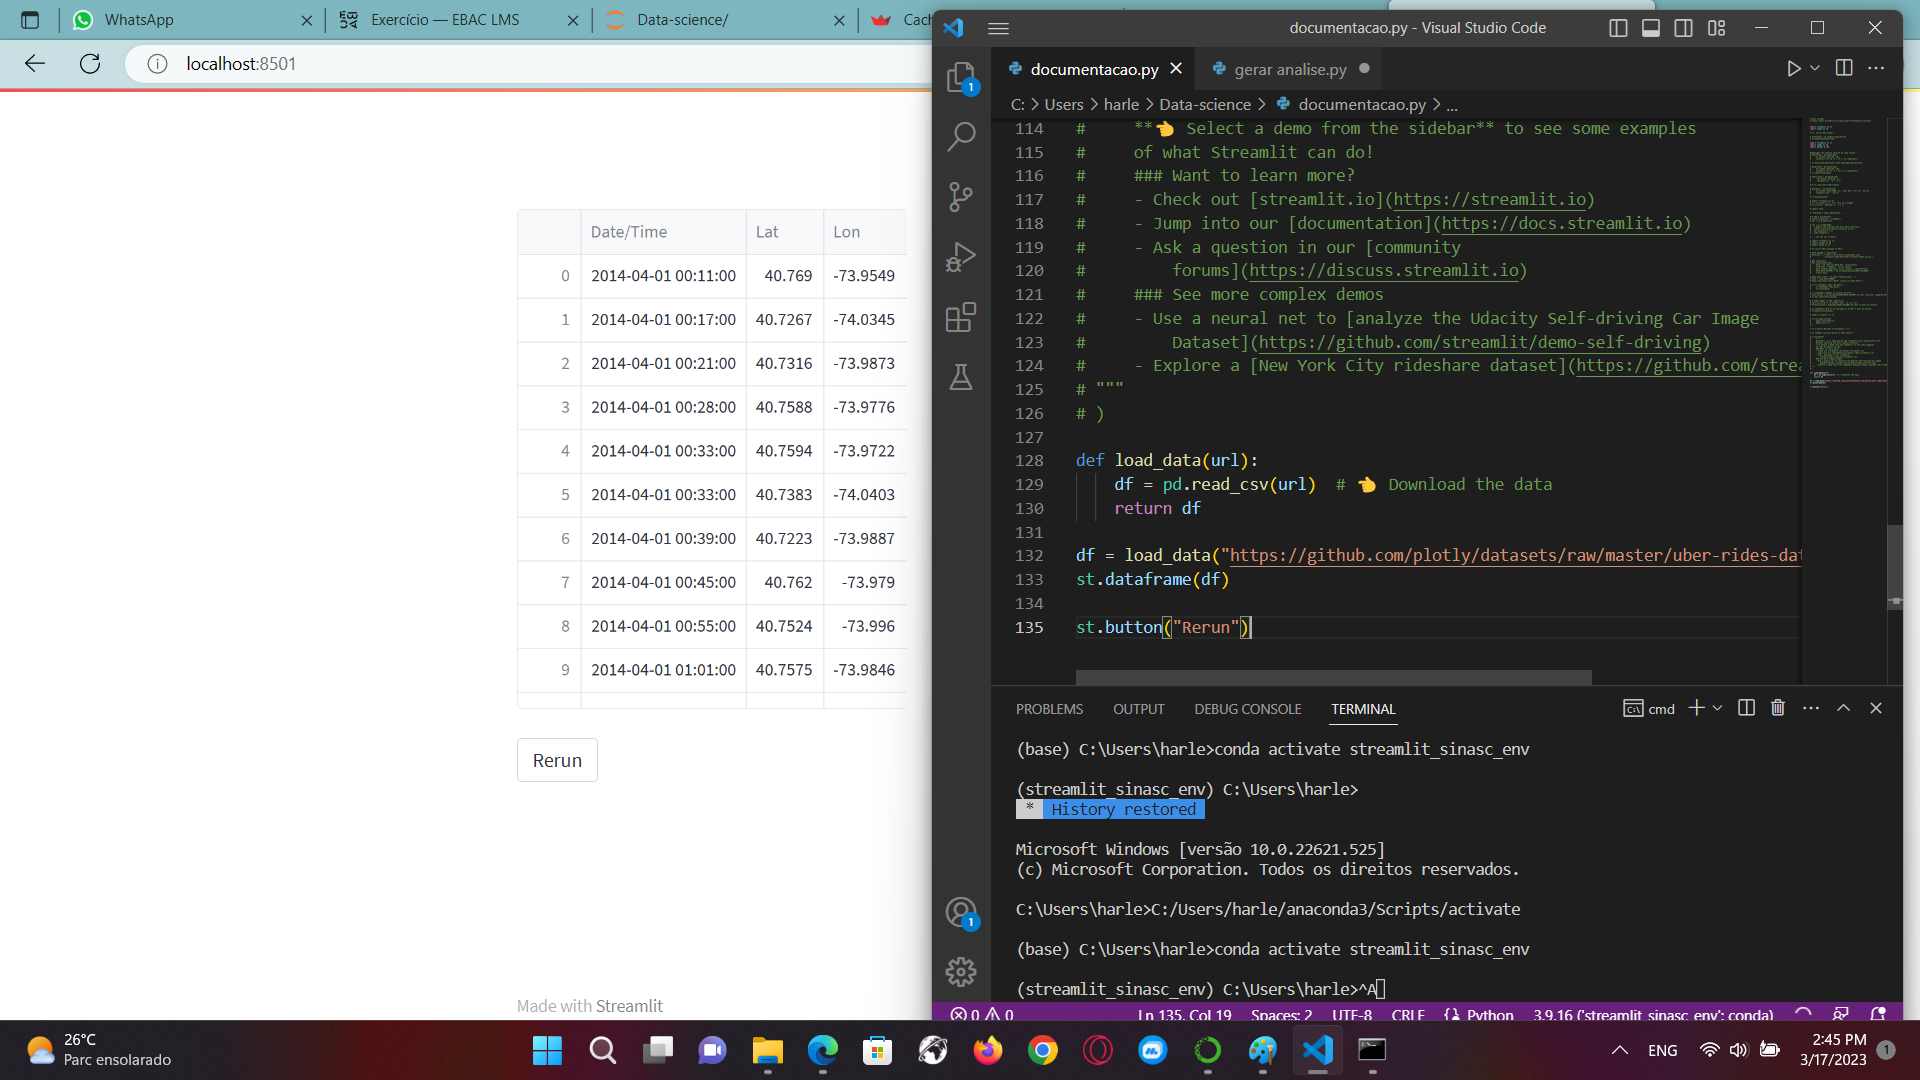 WhatsApp
Exercício — EBAC LMS
Data-science/
localhost:8501
Date/Time Lat Lon
0 2014-04-01 00:11:00 40.769 -73.9549
1 2014-04-01 00:17:00 40.7267 -74.0345
2 2014-04-01 00:21:00 40.7316 -73.9873
3 2014-04-01 00:28:00 40.7588 -73.9776
4 2014-04-01 00:33:00 40.7594 -73.9722
5 2014-04-01 00:33:00 40.7383 -74.0403
6 2014-04-01 00:39:00 40.7223 -73.9887
7 2014-04-01 00:45:00 40.762 -73.979
8 2014-04-01 00:55:00 40.7524 -73.996
9 2014-04-01 01:01:00 40.7575 -73.9846
Rerun
Made with Streamlit
documentacao.py - Visual Studio Code
documentacao.py
gerar analise.py
C: > Users > harle > Data-science > documentacao.py > ...
114 # **👈 Select a demo from the sidebar** to see some examples
115 # of what Streamlit can do!
116 # ### Want to learn more?
117 # - Check out [streamlit.io](https://streamlit.io)
118 # - Jump into our [documentation](https://docs.streamlit.io)
119 # - Ask a question in our [community
120 # forums](https://discuss.streamlit.io)
121 # ### See more complex demos
122 # - Use a neural net to [analyze the Udacity Self-driving Car Image
123 # Dataset](https://github.com/streamlit/demo-self-driving)
124 # - Explore a [New York City rideshare dataset](https://github.com/strea
125 # """
126 # )
127
128 def load_data(url):
129 df = pd.read_csv(url) # 👈 Download the data
130 return df
131
132 df = load_data("https://github.com/plotly/datasets/raw/master/uber-rides-dat
133 st.dataframe(df)
134
135 st.button("Rerun")
PROBLEMS OUTPUT DEBUG CONSOLE TERMINAL
cmd
(base) C:\Users\harle>conda activate streamlit_sinasc_env
(streamlit_sinasc_env) C:\Users\harle>
* History restored
Microsoft Windows [versão 10.0.22621.525]
(c) Microsoft Corporation. Todos os direitos reservados.
C:\Users\harle>C:/Users/harle/anaconda3/Scripts/activate
(base) C:\Users\harle>conda activate streamlit_sinasc_env
(streamlit_sinasc_env) C:\Users\harle>^A
0 0 Ln 135, Col 19 Spaces: 2 UTF-8 CRLF Python 3.9.16 ('streamlit_sinasc_env': conda)
26°C
Parc ensolarado
ENG
2:45 PM
3/17/2023
1